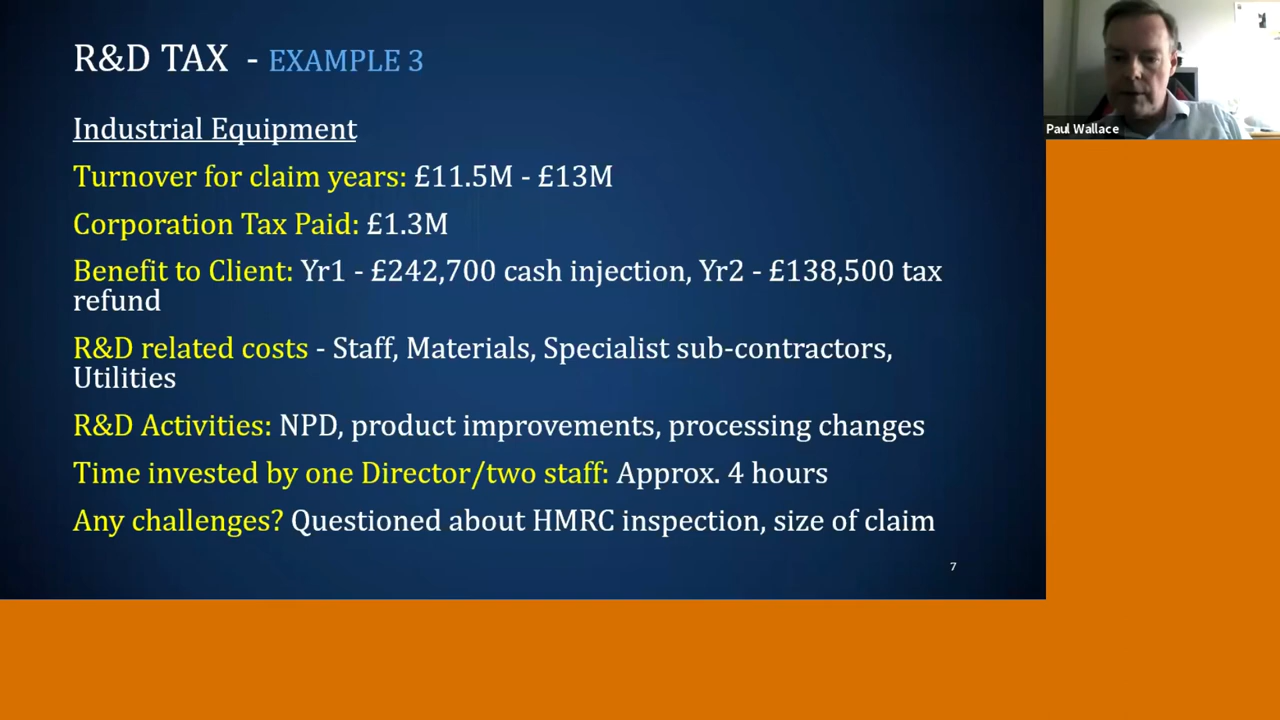 R&D TAX - EXAMPLE 3
Paul Wallace
Industrial Equipment
Turnover for claim years: £11.5M - £13M
Corporation Tax Paid: £1.3M
Benefit to Client: Yr1 - £242,700 cash injection, Yr2 - £138,500 tax
refund
R&D related costs - Staff, Materials, Specialist sub-contractors,
Utilities
R&D Activities: NPD, product improvements, processing changes
Time invested by one Director/two staff: Approx. 4 hours
Any challenges? Questioned about HMRC inspection, size of claim
7